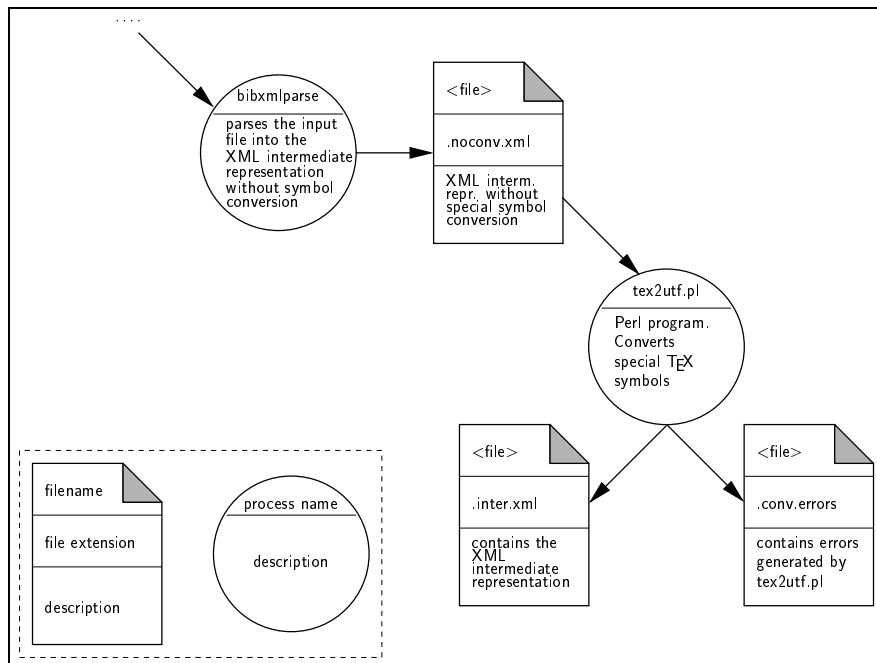 ....
bibxmlparse
parses the input
file into the
XML intermediate
representation
without symbol
conversion
<file>
.noconv.xml
XML interm.
repr. without
special symbol
conversion
tex2utf.pl
Perl program.
Converts
special TEX
symbols
<file>
.inter.xml
contains the
XML
intermediate
representation
<file>
.conv.errors
contains errors
generated by
tex2utf.pl
filename
file extension
description
process name
description